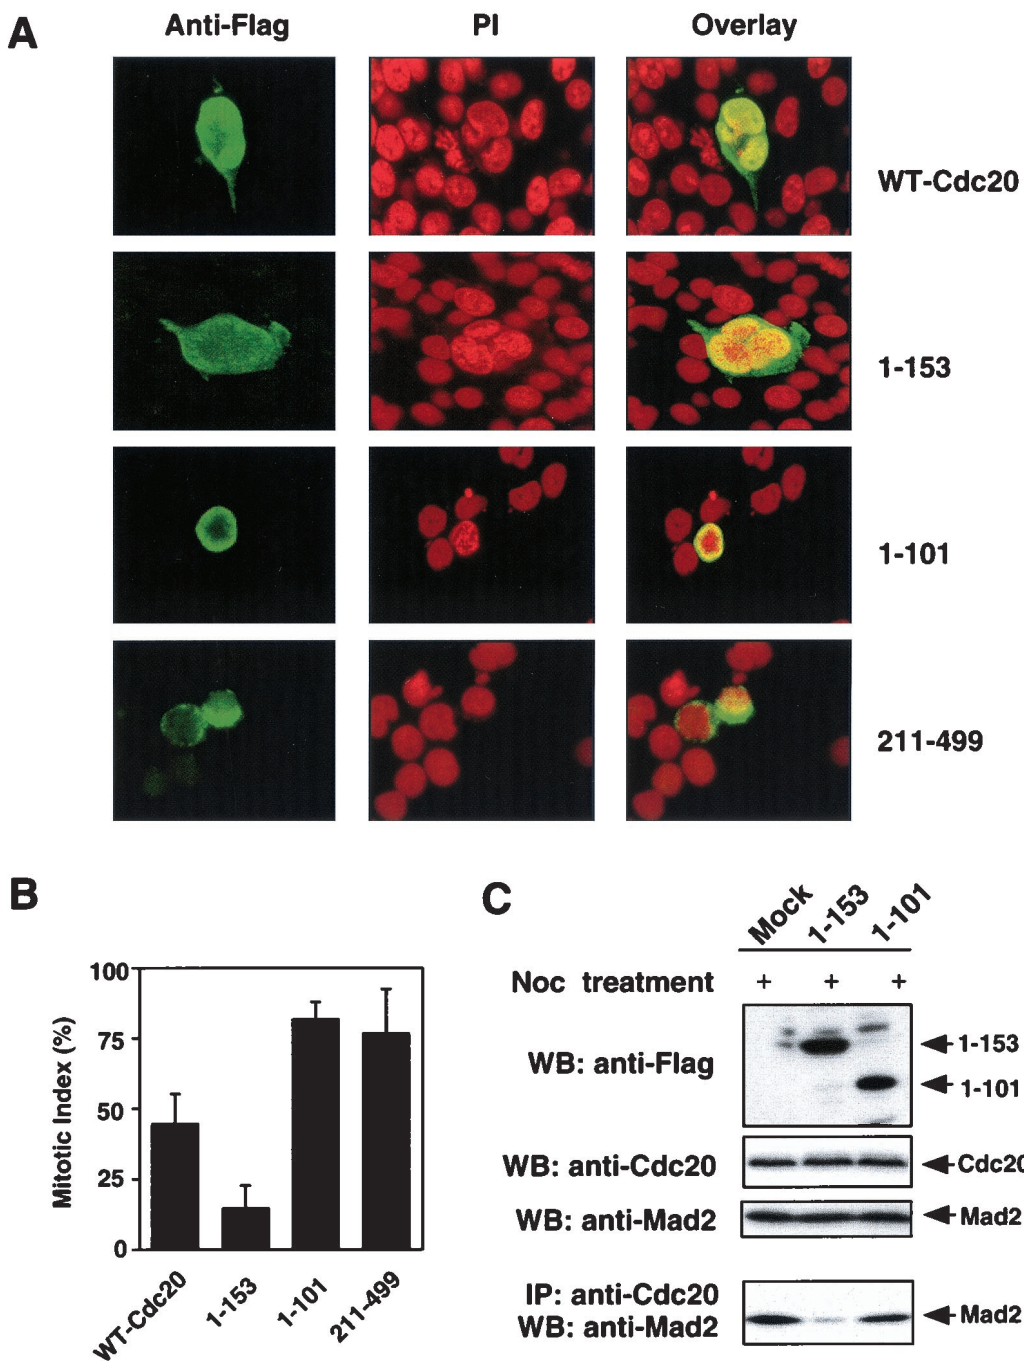 A
Anti-Flag PI Overlay
WT-Cdc20
1-153
1-101
211-499
B
Mitotic Index (%)
100
75
50
25
0
WT-Cdc20 1-153 1-101 211-499
C
Mock 1-153 1-101
Noc treatment + + +
WB: anti-Flag
1-153
1-101
WB: anti-Cdc20 Cdc20
WB: anti-Mad2 Mad2
IP: anti-Cdc20
WB: anti-Mad2 Mad2